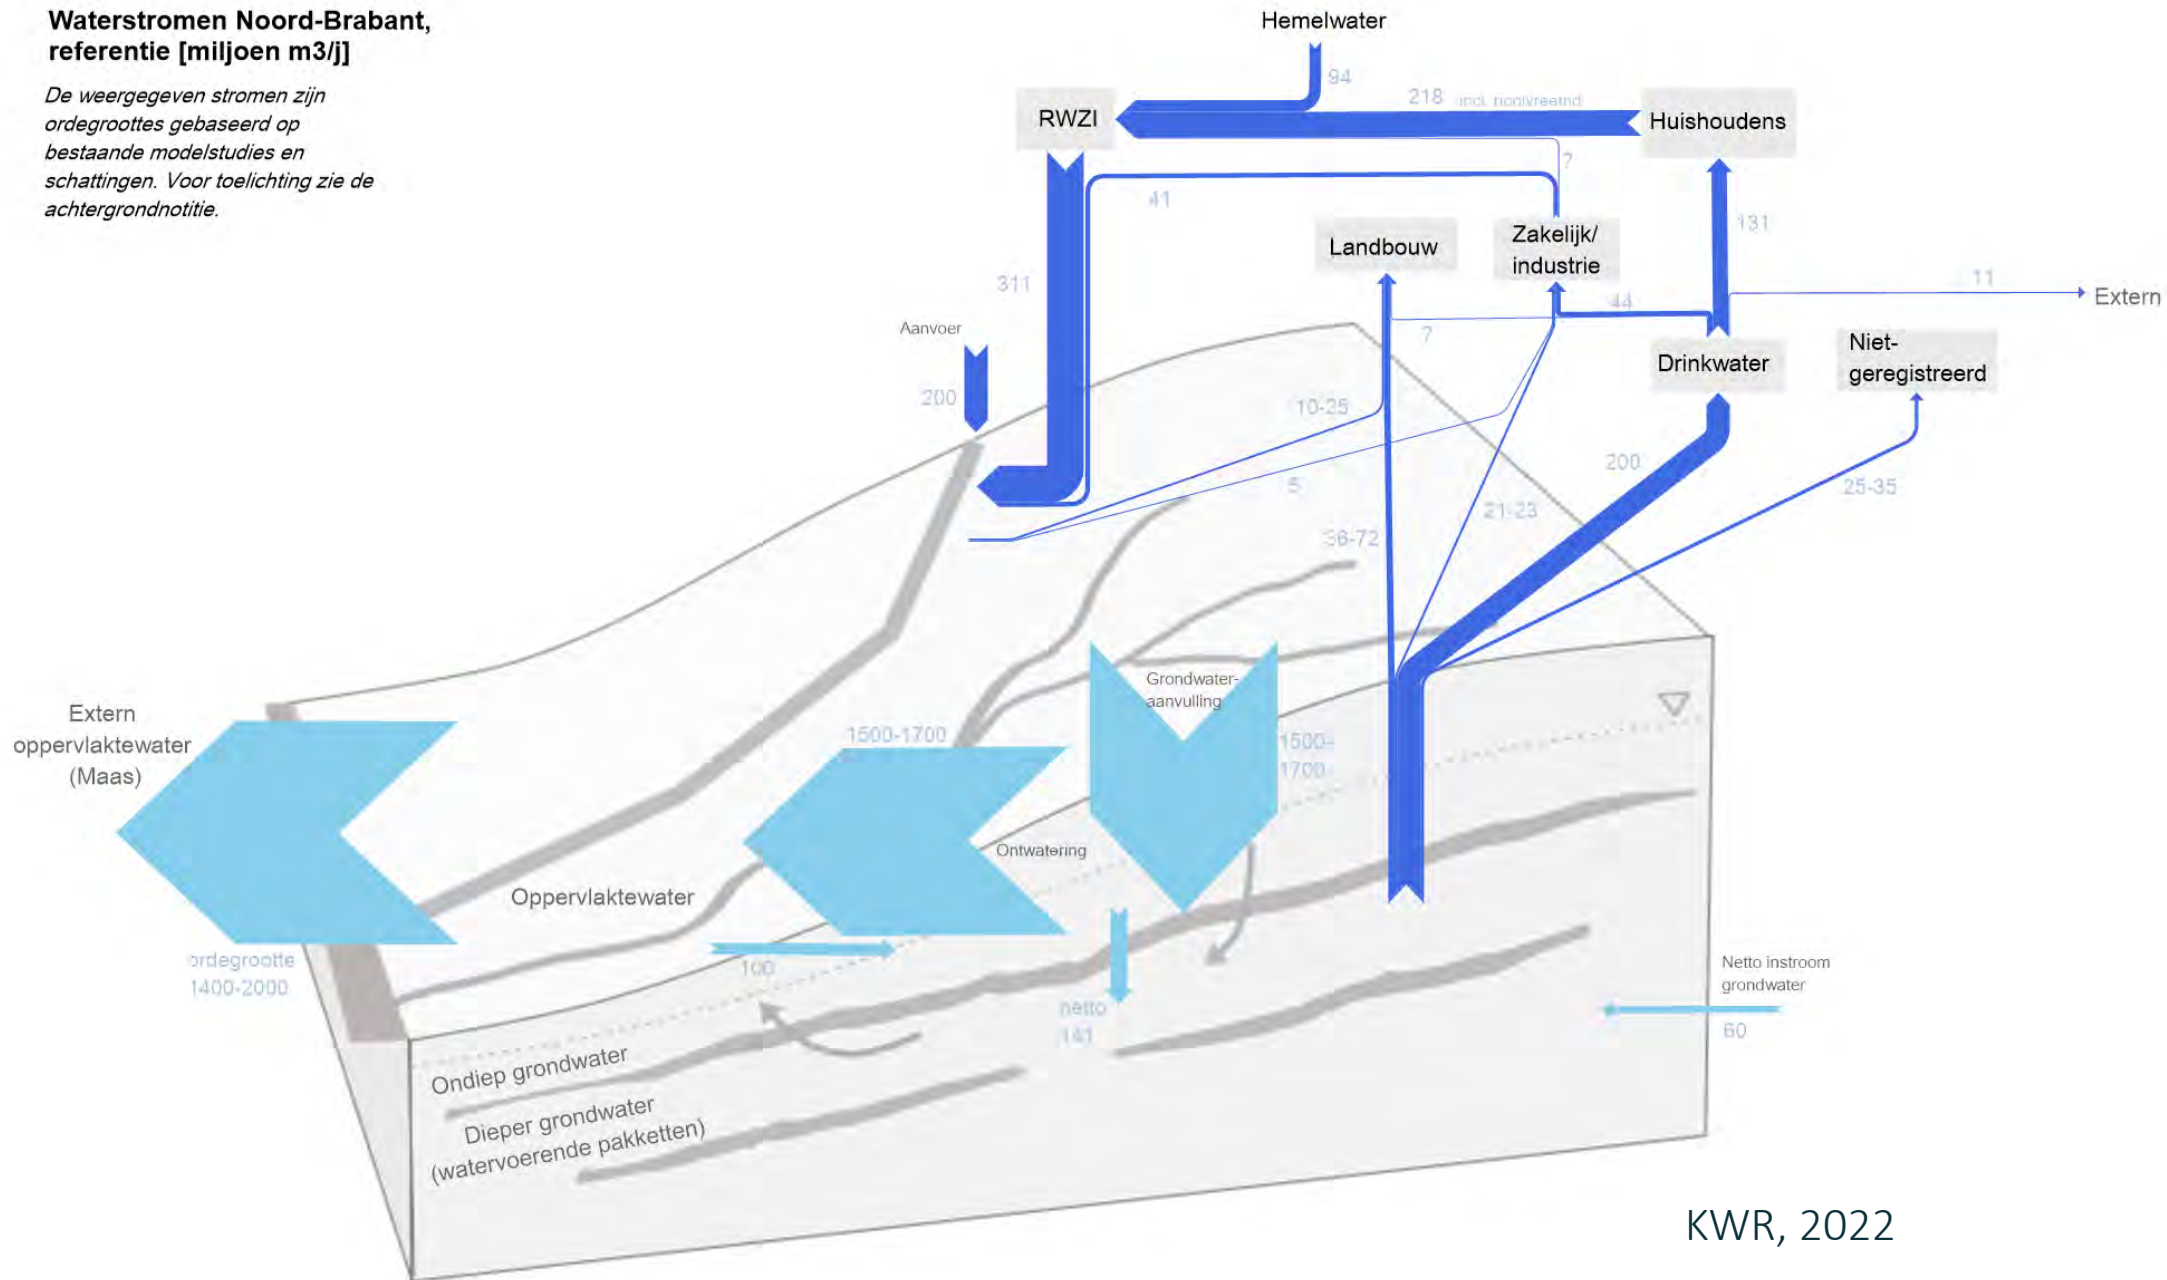 Waterstromen Noord-Brabant,
referentie [miljoen m3/j]
De weergegeven stromen zijn
ordegroottes gebaseerd op
bestaande modelstudies en
schattingen. Voor toelichting zie de
achtergrondnotitie.
Hemelwater
94
RWZI
218 incl. rioolvreemd
Huishoudens
?
41
131
Landbouw
Zakelijk/
industrie
311
11
Extern
44
?
Aanvoer
200
Drinkwater
Niet-
geregistreerd
10-25
200
5
25-35
21-23
36-72
Grondwater-
aanvulling
Extern
oppervlaktewater
(Maas)
1500-1700
1500-
1700
Ontwatering
Oppervlaktewater
ordegrootte
1400-2000
100
netto
141
Netto instroom
grondwater
60
Ondiep grondwater
Dieper grondwater
(watervoerende pakketten)
KWR, 2022